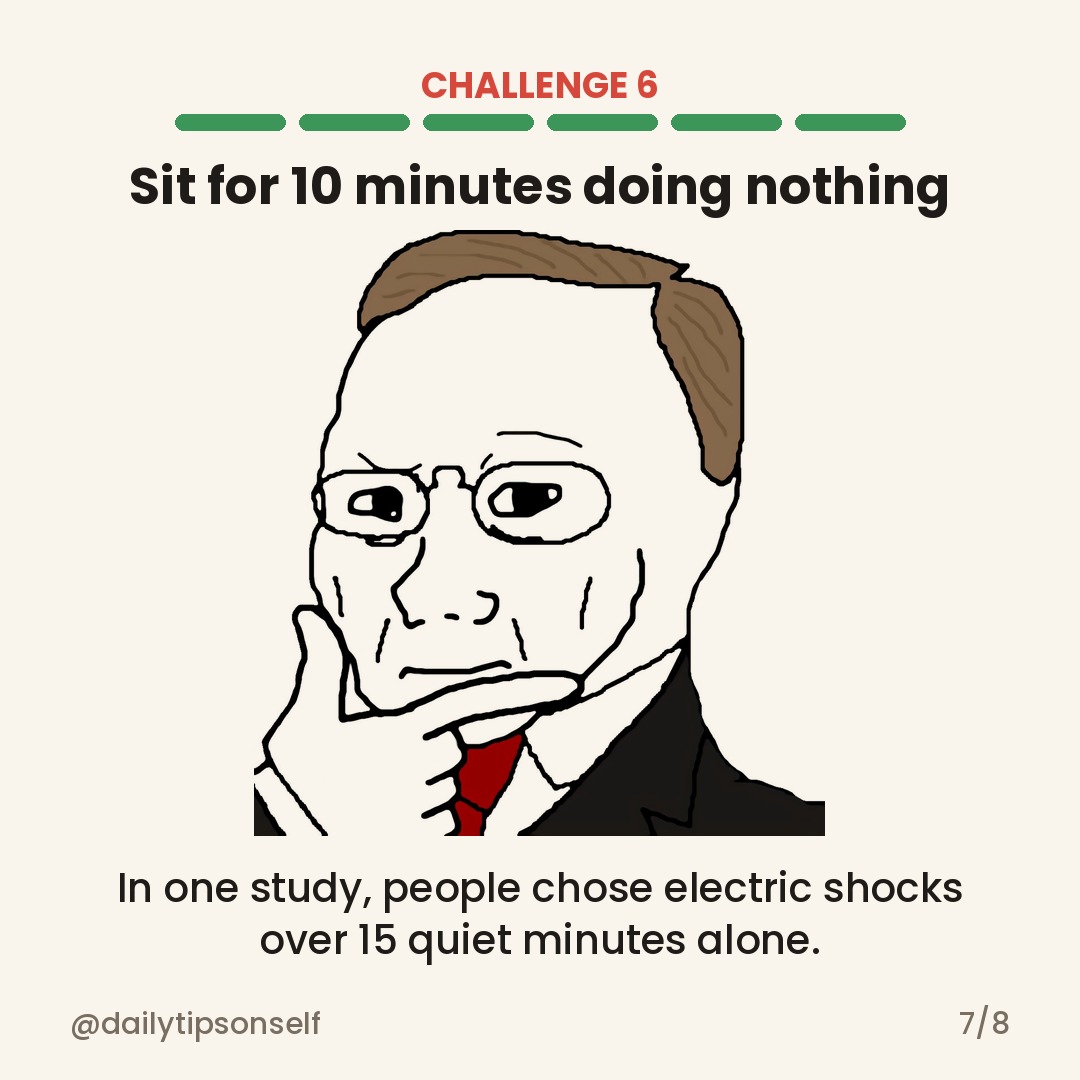 CHALLENGE 6
Sit for 10 minutes doing nothing
In one study, people chose electric shocks
over 15 quiet minutes alone.
@dailytipsonself
7/8